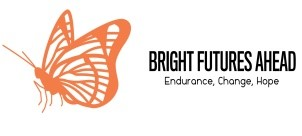 BRIGHT FUTURES AHEAD
Endurance, Change, Hope